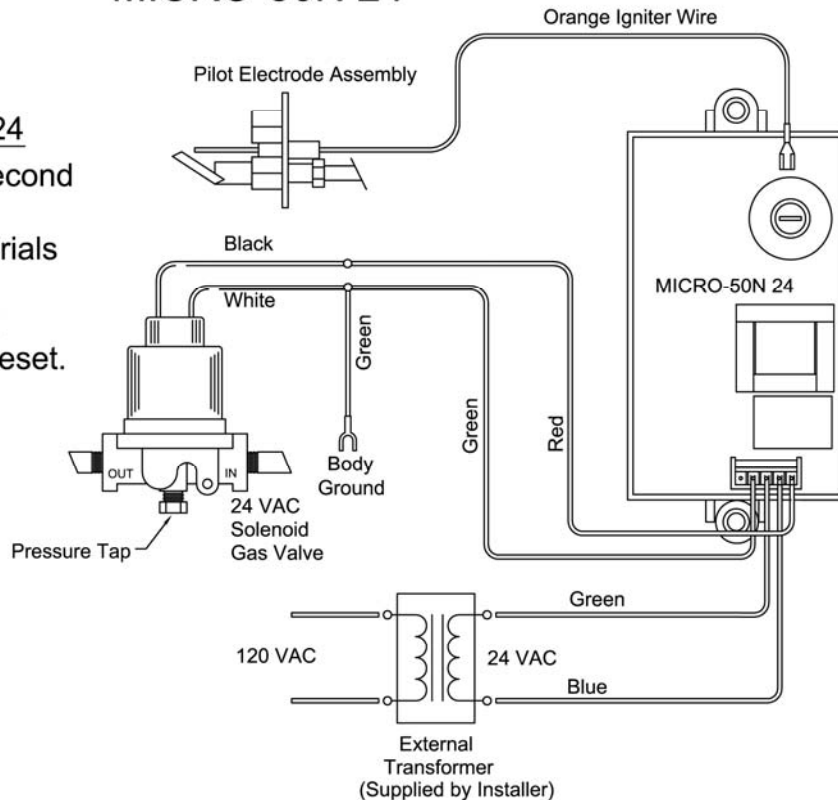 Orange Igniter Wire
Pilot Electrode Assembly
24
econd
rials
eset.
Black
White
Green
Green
Red
MICRO-50N 24
OUT
IN
Body
Ground
24 VAC
Solenoid
Gas Valve
Pressure Tap
120 VAC
24 VAC
Green
Blue
External
Transformer
(Supplied by Installer)